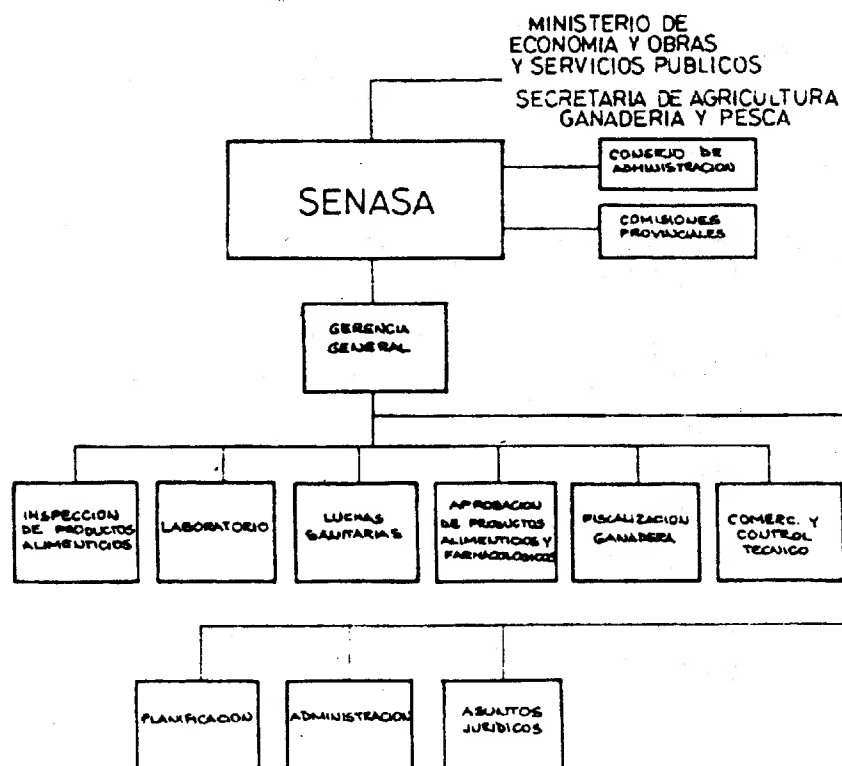 MINISTERIO DE
ECONOMIA Y OBRAS
Y SERVICIOS PUBLICOS
SECRETARIA DE AGRICULTURA
GANADERIA Y PESCA
SENASA
CONSEJO DE
ADMINISTRACION
COMISIONES
PROVINCIALES
GERENCIA
GENERAL
INSPECCION
DE PRODUCTOS
ALIMENTICIOS
LABORATORIO
LUCHAS
SANITARIAS
APROBACION
DE PRODUCTOS
ALIMENTICIOS Y
FARMACOLOGICOS
FISCALIZACION
GANADERA
COMERC. Y
CONTROL
TECNICO
PLANIFICACION
ADMINISTRACION
ASUNTOS
JURIDICOS